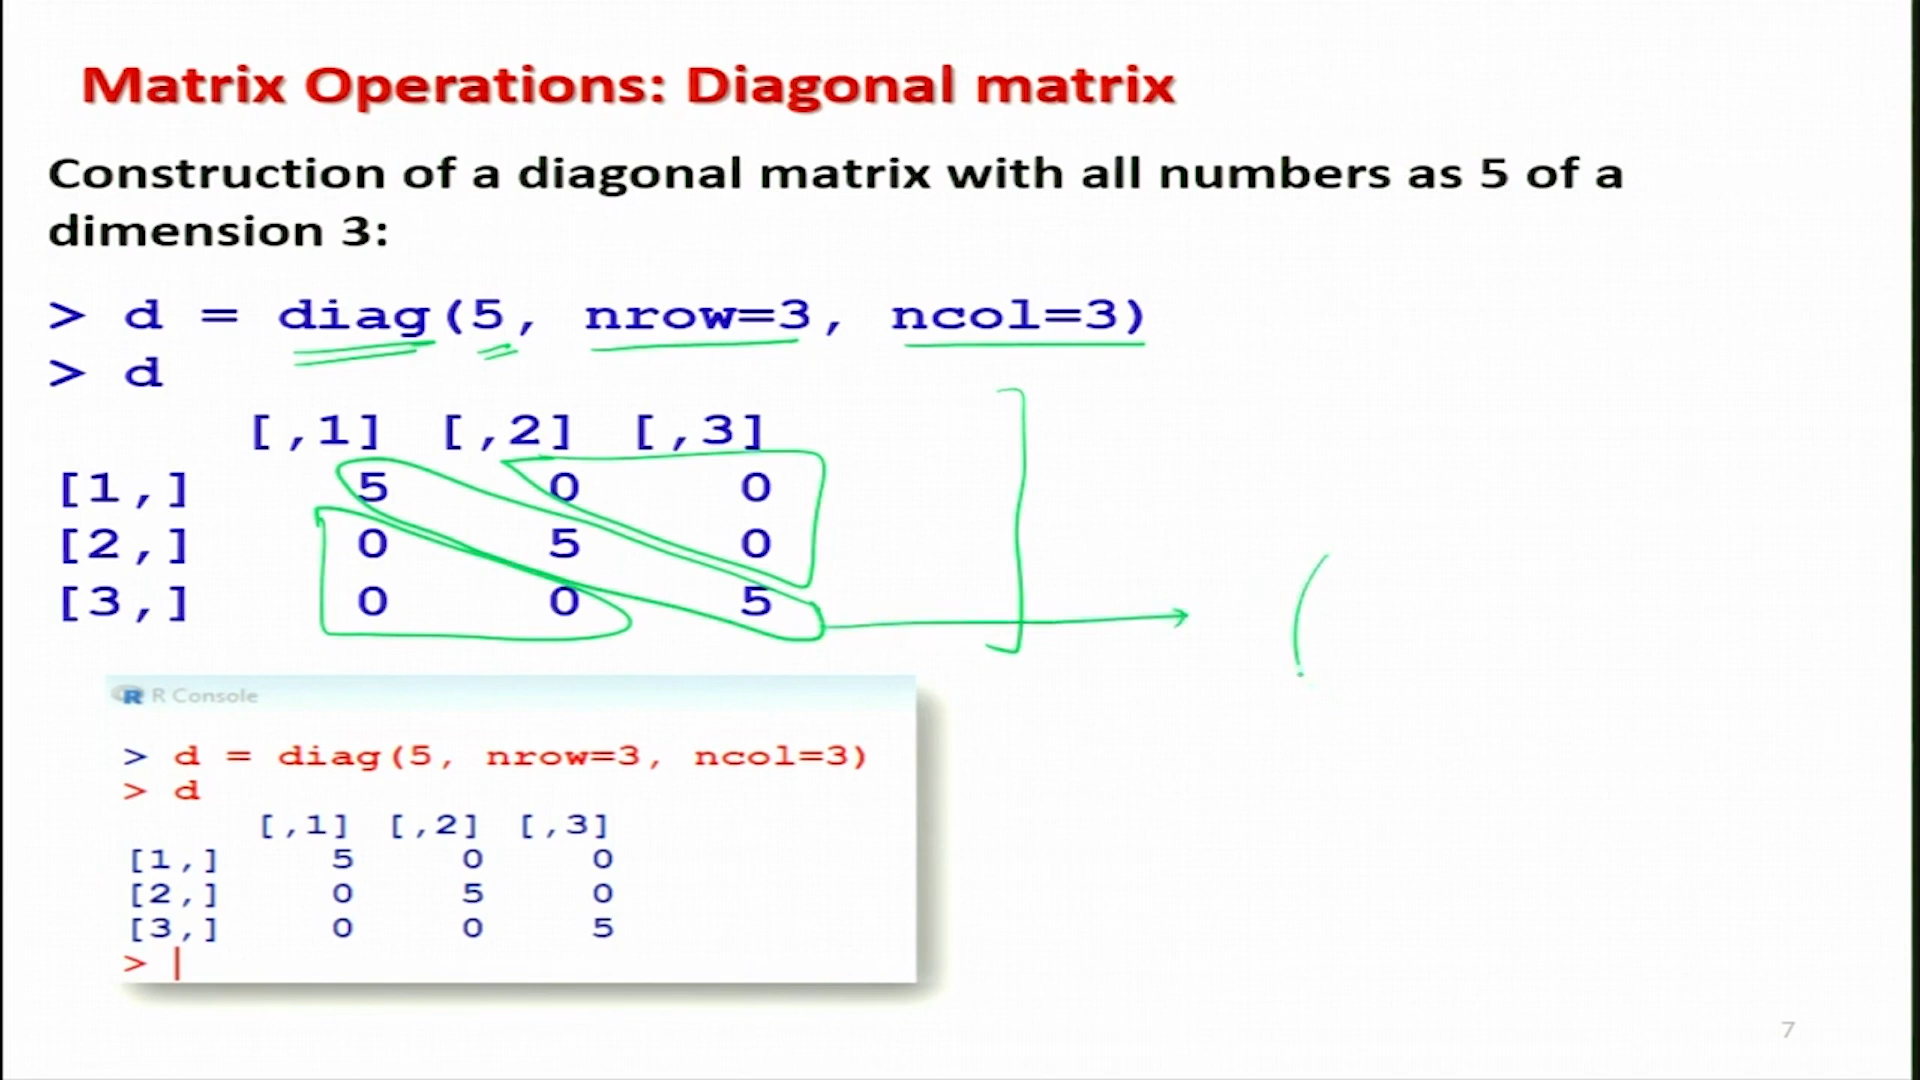 Matrix Operations: Diagonal matrix
Construction of a diagonal matrix with all numbers as 5 of a
dimension 3:
> d = diag(5, nrow=3, ncol=3)
> d
[,1] [,2] [,3]
[1,] 5 0 0
[2,] 0 5 0
[3,] 0 0 5
R R Console
> d = diag(5, nrow=3, ncol=3)
> d
[,1] [,2] [,3]
[1,] 5 0 0
[2,] 0 5 0
[3,] 0 0 5
> |
7